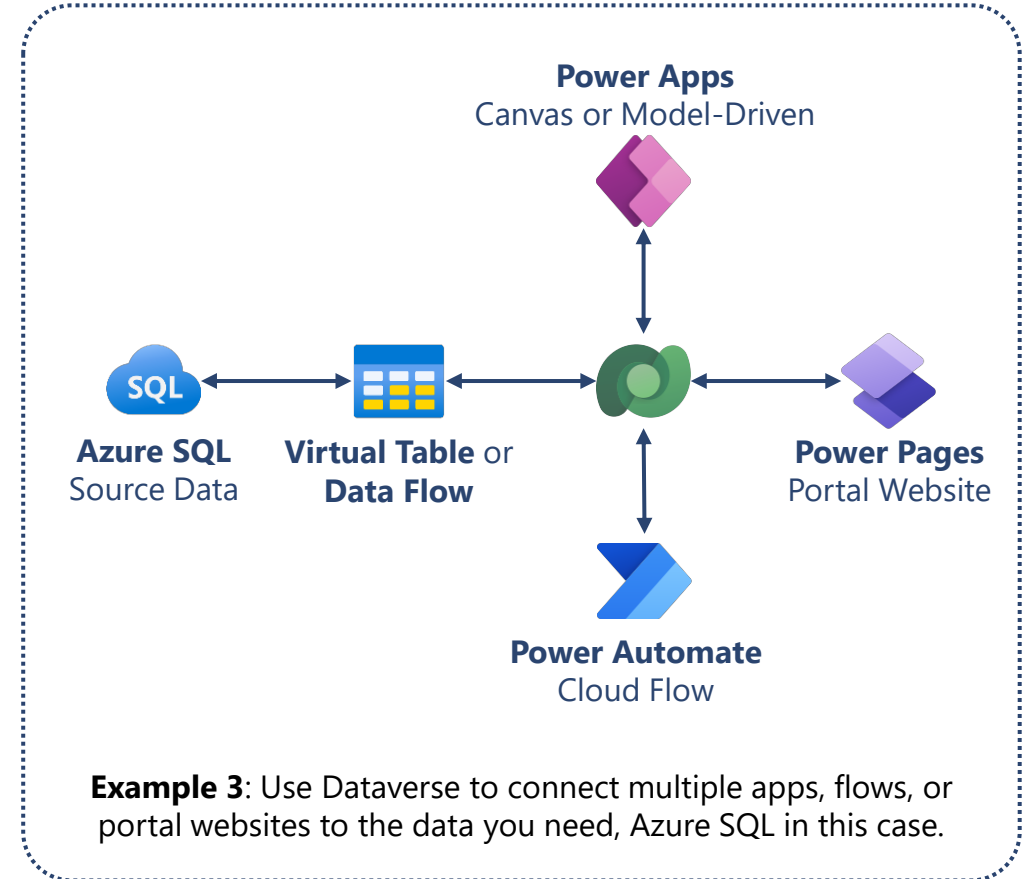 Power Apps
Canvas or Model-Driven
SQL
Azure SQL
Source Data
Virtual Table or
Data Flow
Power Pages
Portal Website
Power Automate
Cloud Flow
Example 3: Use Dataverse to connect multiple apps, flows, or
portal websites to the data you need, Azure SQL in this case.